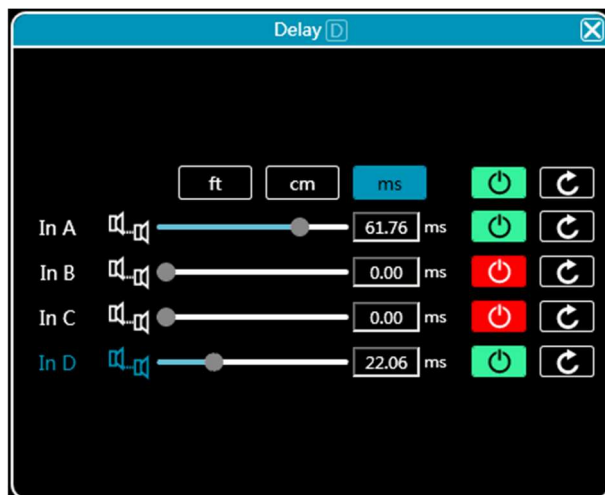 Delay D
ft cm ms
In A 61.76 ms
In B 0.00 ms
In C 0.00 ms
In D 22.06 ms